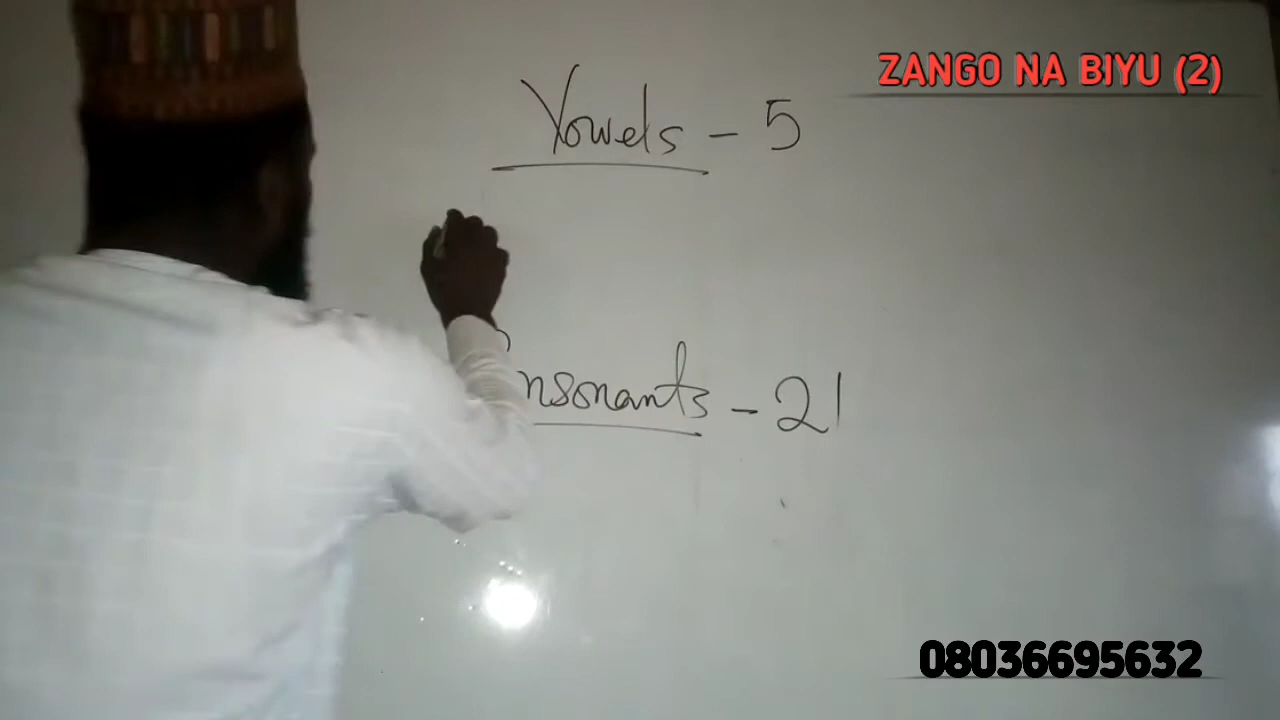 ZANGO NA BIYU (2)
Vowels - 5
nsonants - 21
08036695632